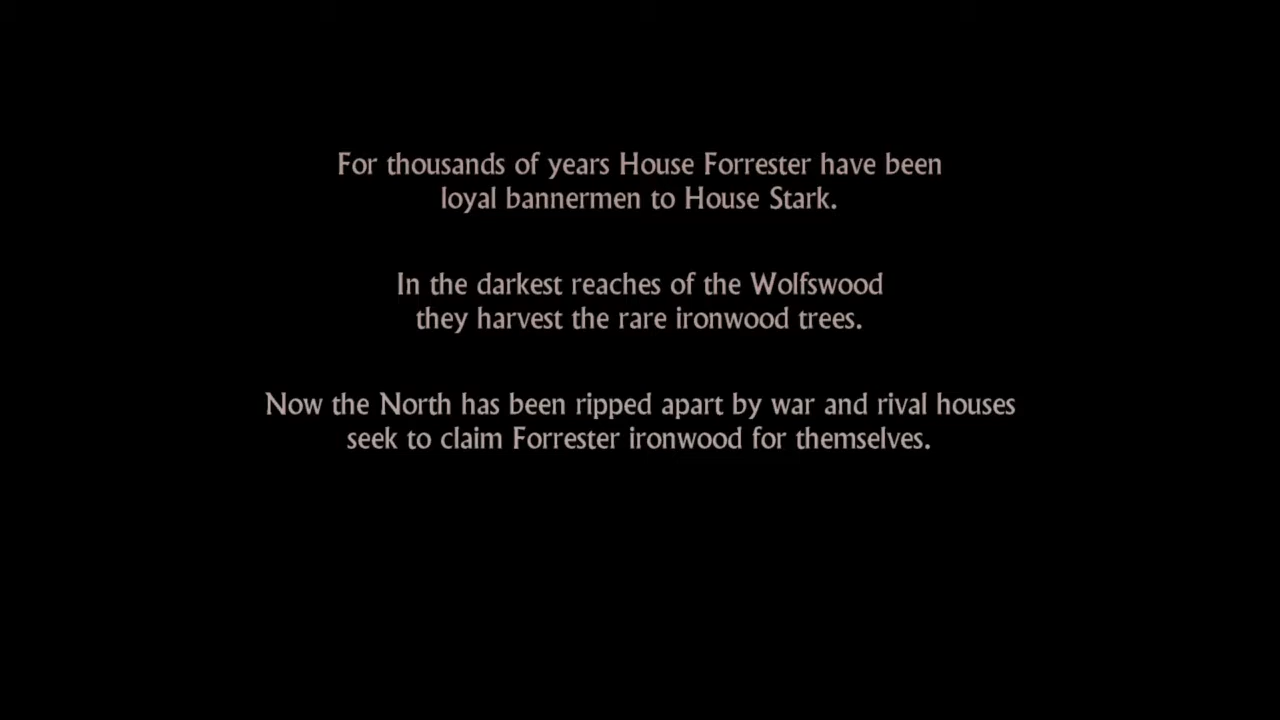 For thousands of years House Forrester have been
loyal bannermen to House Stark.
In the darkest reaches of the Wolfswood
they harvest the rare ironwood trees.
Now the North has been ripped apart by war and rival houses
seek to claim Forrester ironwood for themselves.